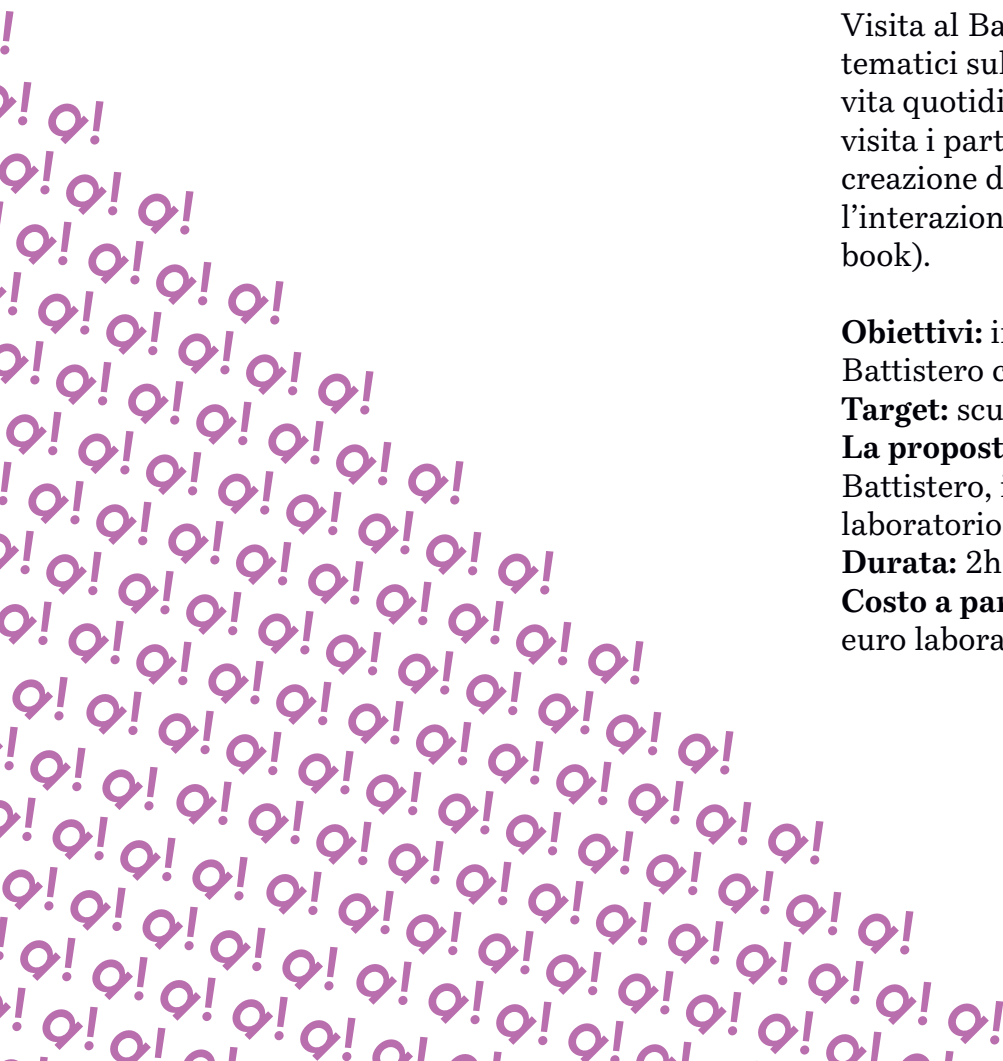 Visita al Ba
tematici sul
vita quotidi
visita i part
creazione d
l’interazion
book).
Obiettivi: i
Battistero c
Target: scu
La propost
Battistero, i
laboratorio
Durata: 2h
Costo a par
euro labora